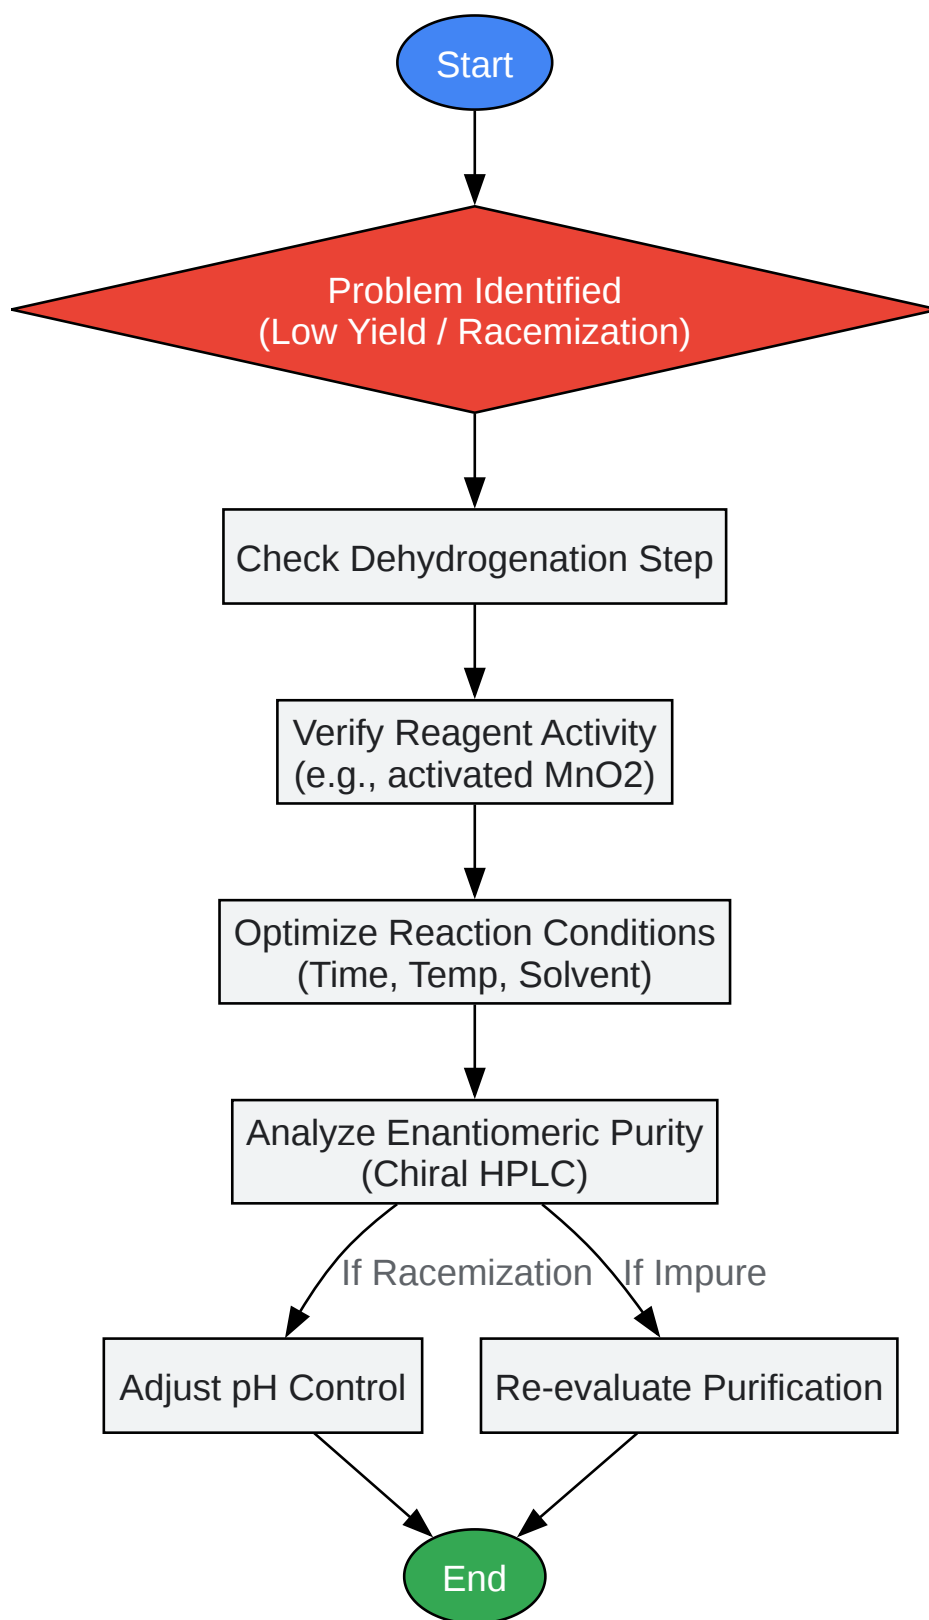 Start
Problem Identified
(Low Yield / Racemization)
Check Dehydrogenation Step
Verify Reagent Activity
(e.g., activated MnO2)
Optimize Reaction Conditions
(Time, Temp, Solvent)
Analyze Enantiomeric Purity
(Chiral HPLC)
If Racemization
If Impure
Adjust pH Control
Re-evaluate Purification
End